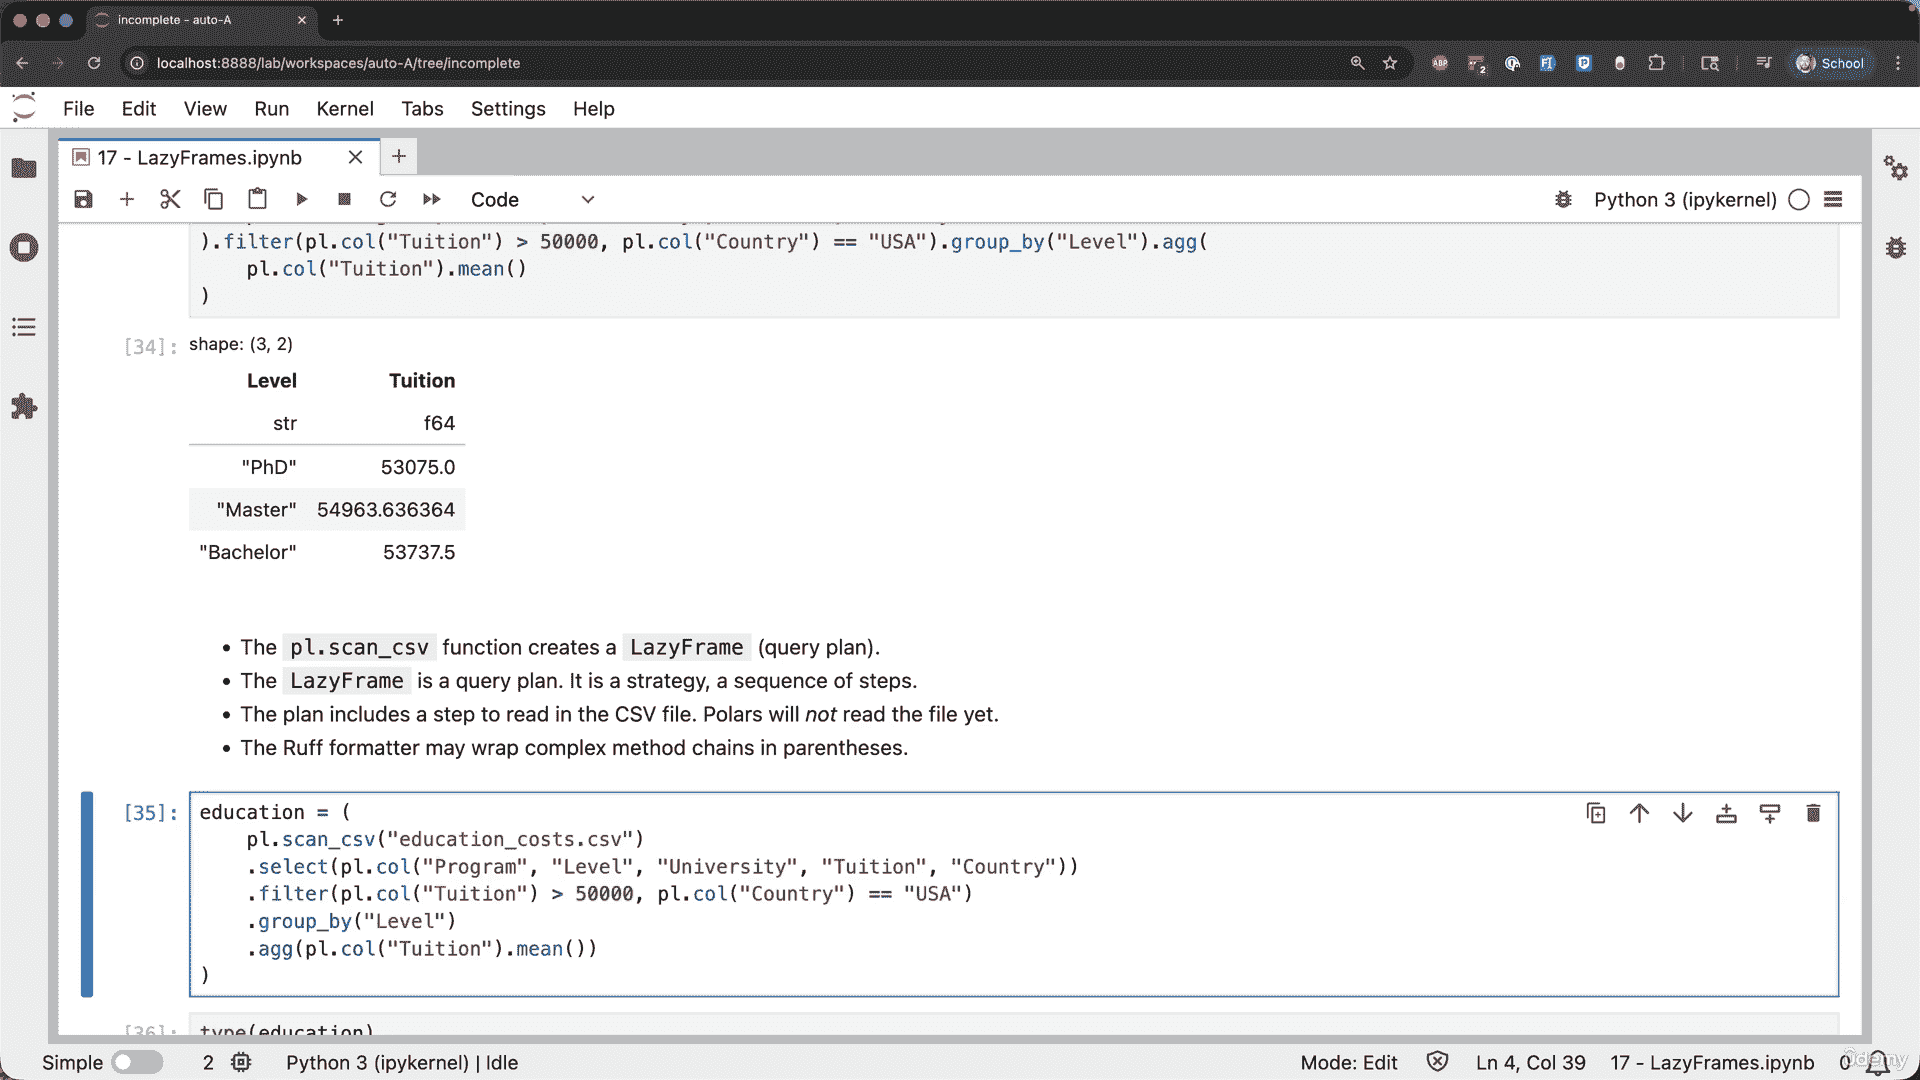 incomplete - auto-A
localhost:8888/lab/workspaces/auto-A/tree/incomplete
ABP
2
School
File Edit View Run Kernel Tabs Settings Help
17 - LazyFrames.ipynb
Code
Python 3 (ipykernel)
).filter(pl.col("Tuition") > 50000, pl.col("Country") == "USA").group_by("Level").agg(
pl.col("Tuition").mean()
)
[34]: shape: (3, 2)
Level Tuition
str f64
"PhD" 53075.0
"Master" 54963.636364
"Bachelor" 53737.5
• The pl.scan_csv function creates a LazyFrame (query plan).
• The LazyFrame is a query plan. It is a strategy, a sequence of steps.
• The plan includes a step to read in the CSV file. Polars will not read the file yet.
• The Ruff formatter may wrap complex method chains in parentheses.
[35]: education = (
pl.scan_csv("education_costs.csv")
.select(pl.col("Program", "Level", "University", "Tuition", "Country"))
.filter(pl.col("Tuition") > 50000, pl.col("Country") == "USA")
.group_by("Level")
.agg(pl.col("Tuition").mean())
)
[36]: type(education)
Simple 2 Python 3 (ipykernel) | Idle Mode: Edit Ln 4, Col 39 17 - LazyFrames.ipynb 0
udemy